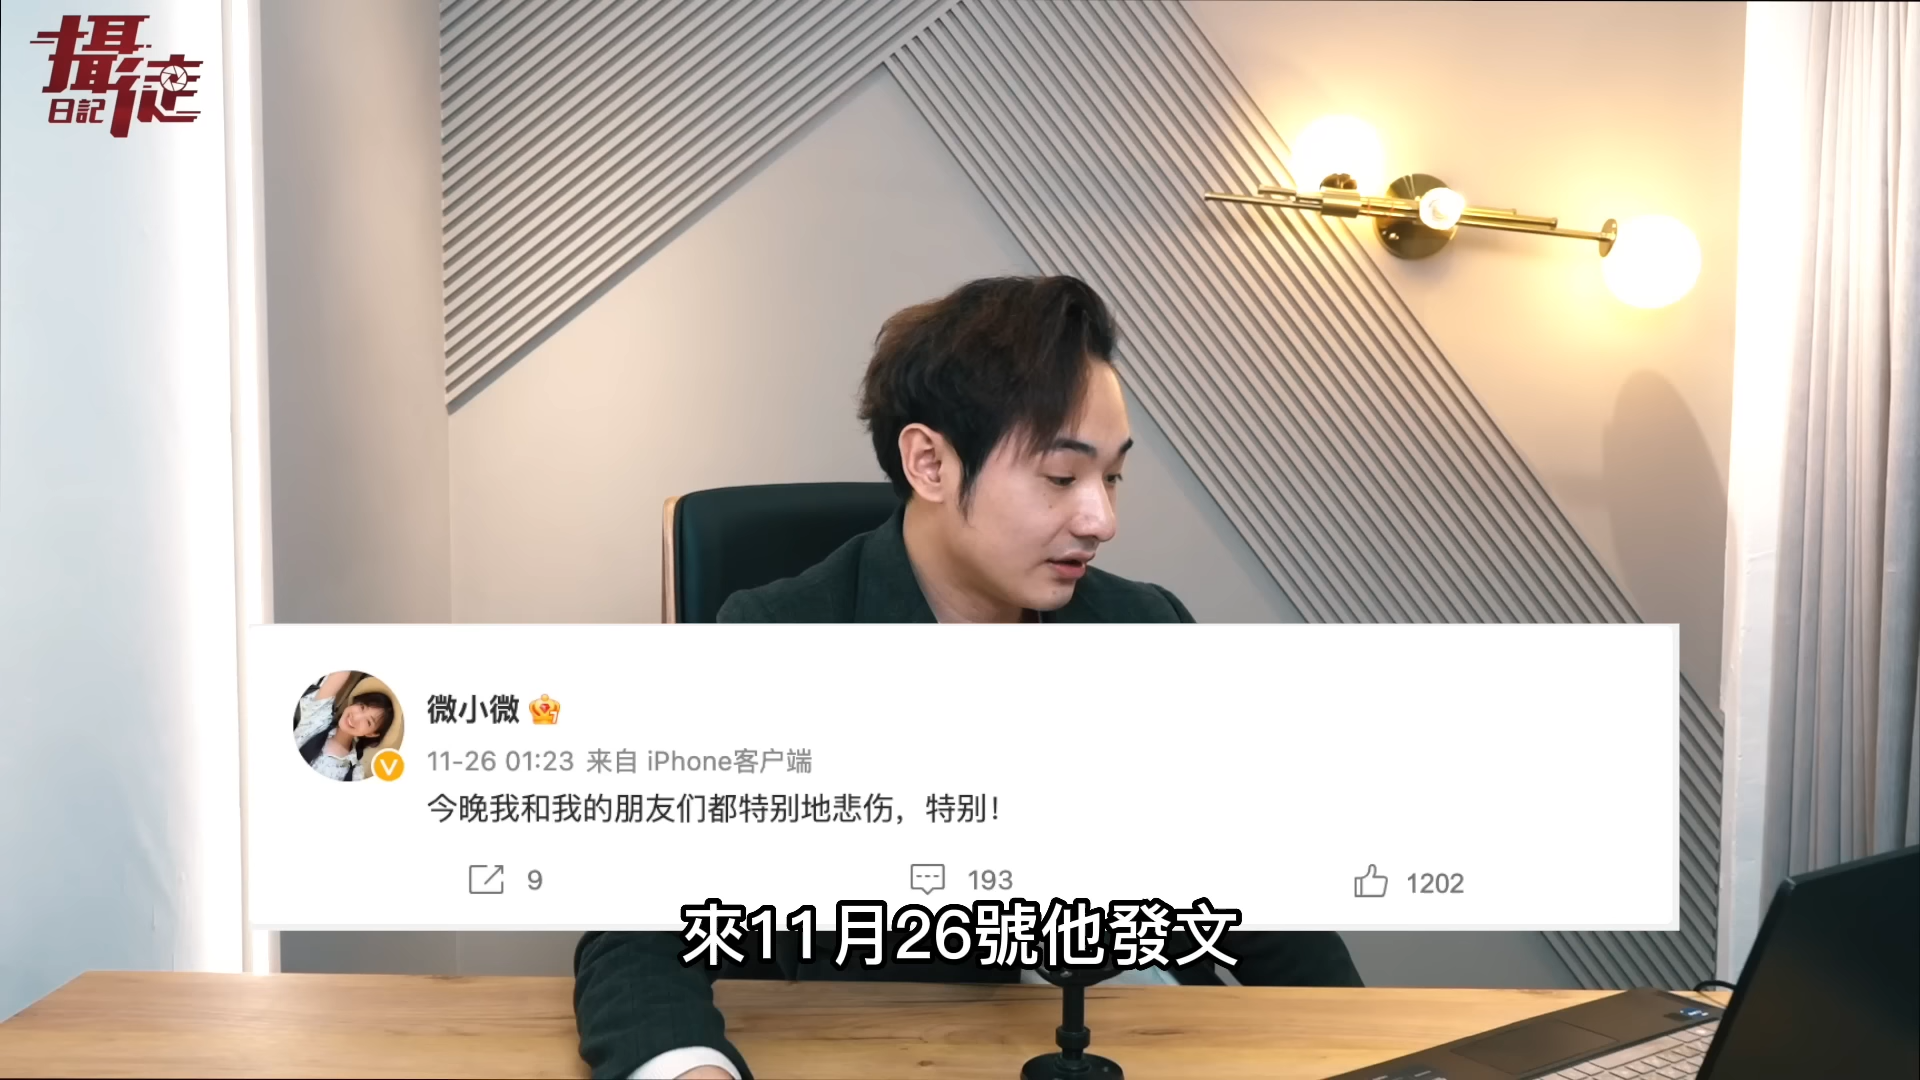 攝徒
日記
微小微
11-26 01:23 来自 iPhone客户端
今晚我和我的朋友们都特别地悲伤，特别！
9
193
1202
來11月26號他發文